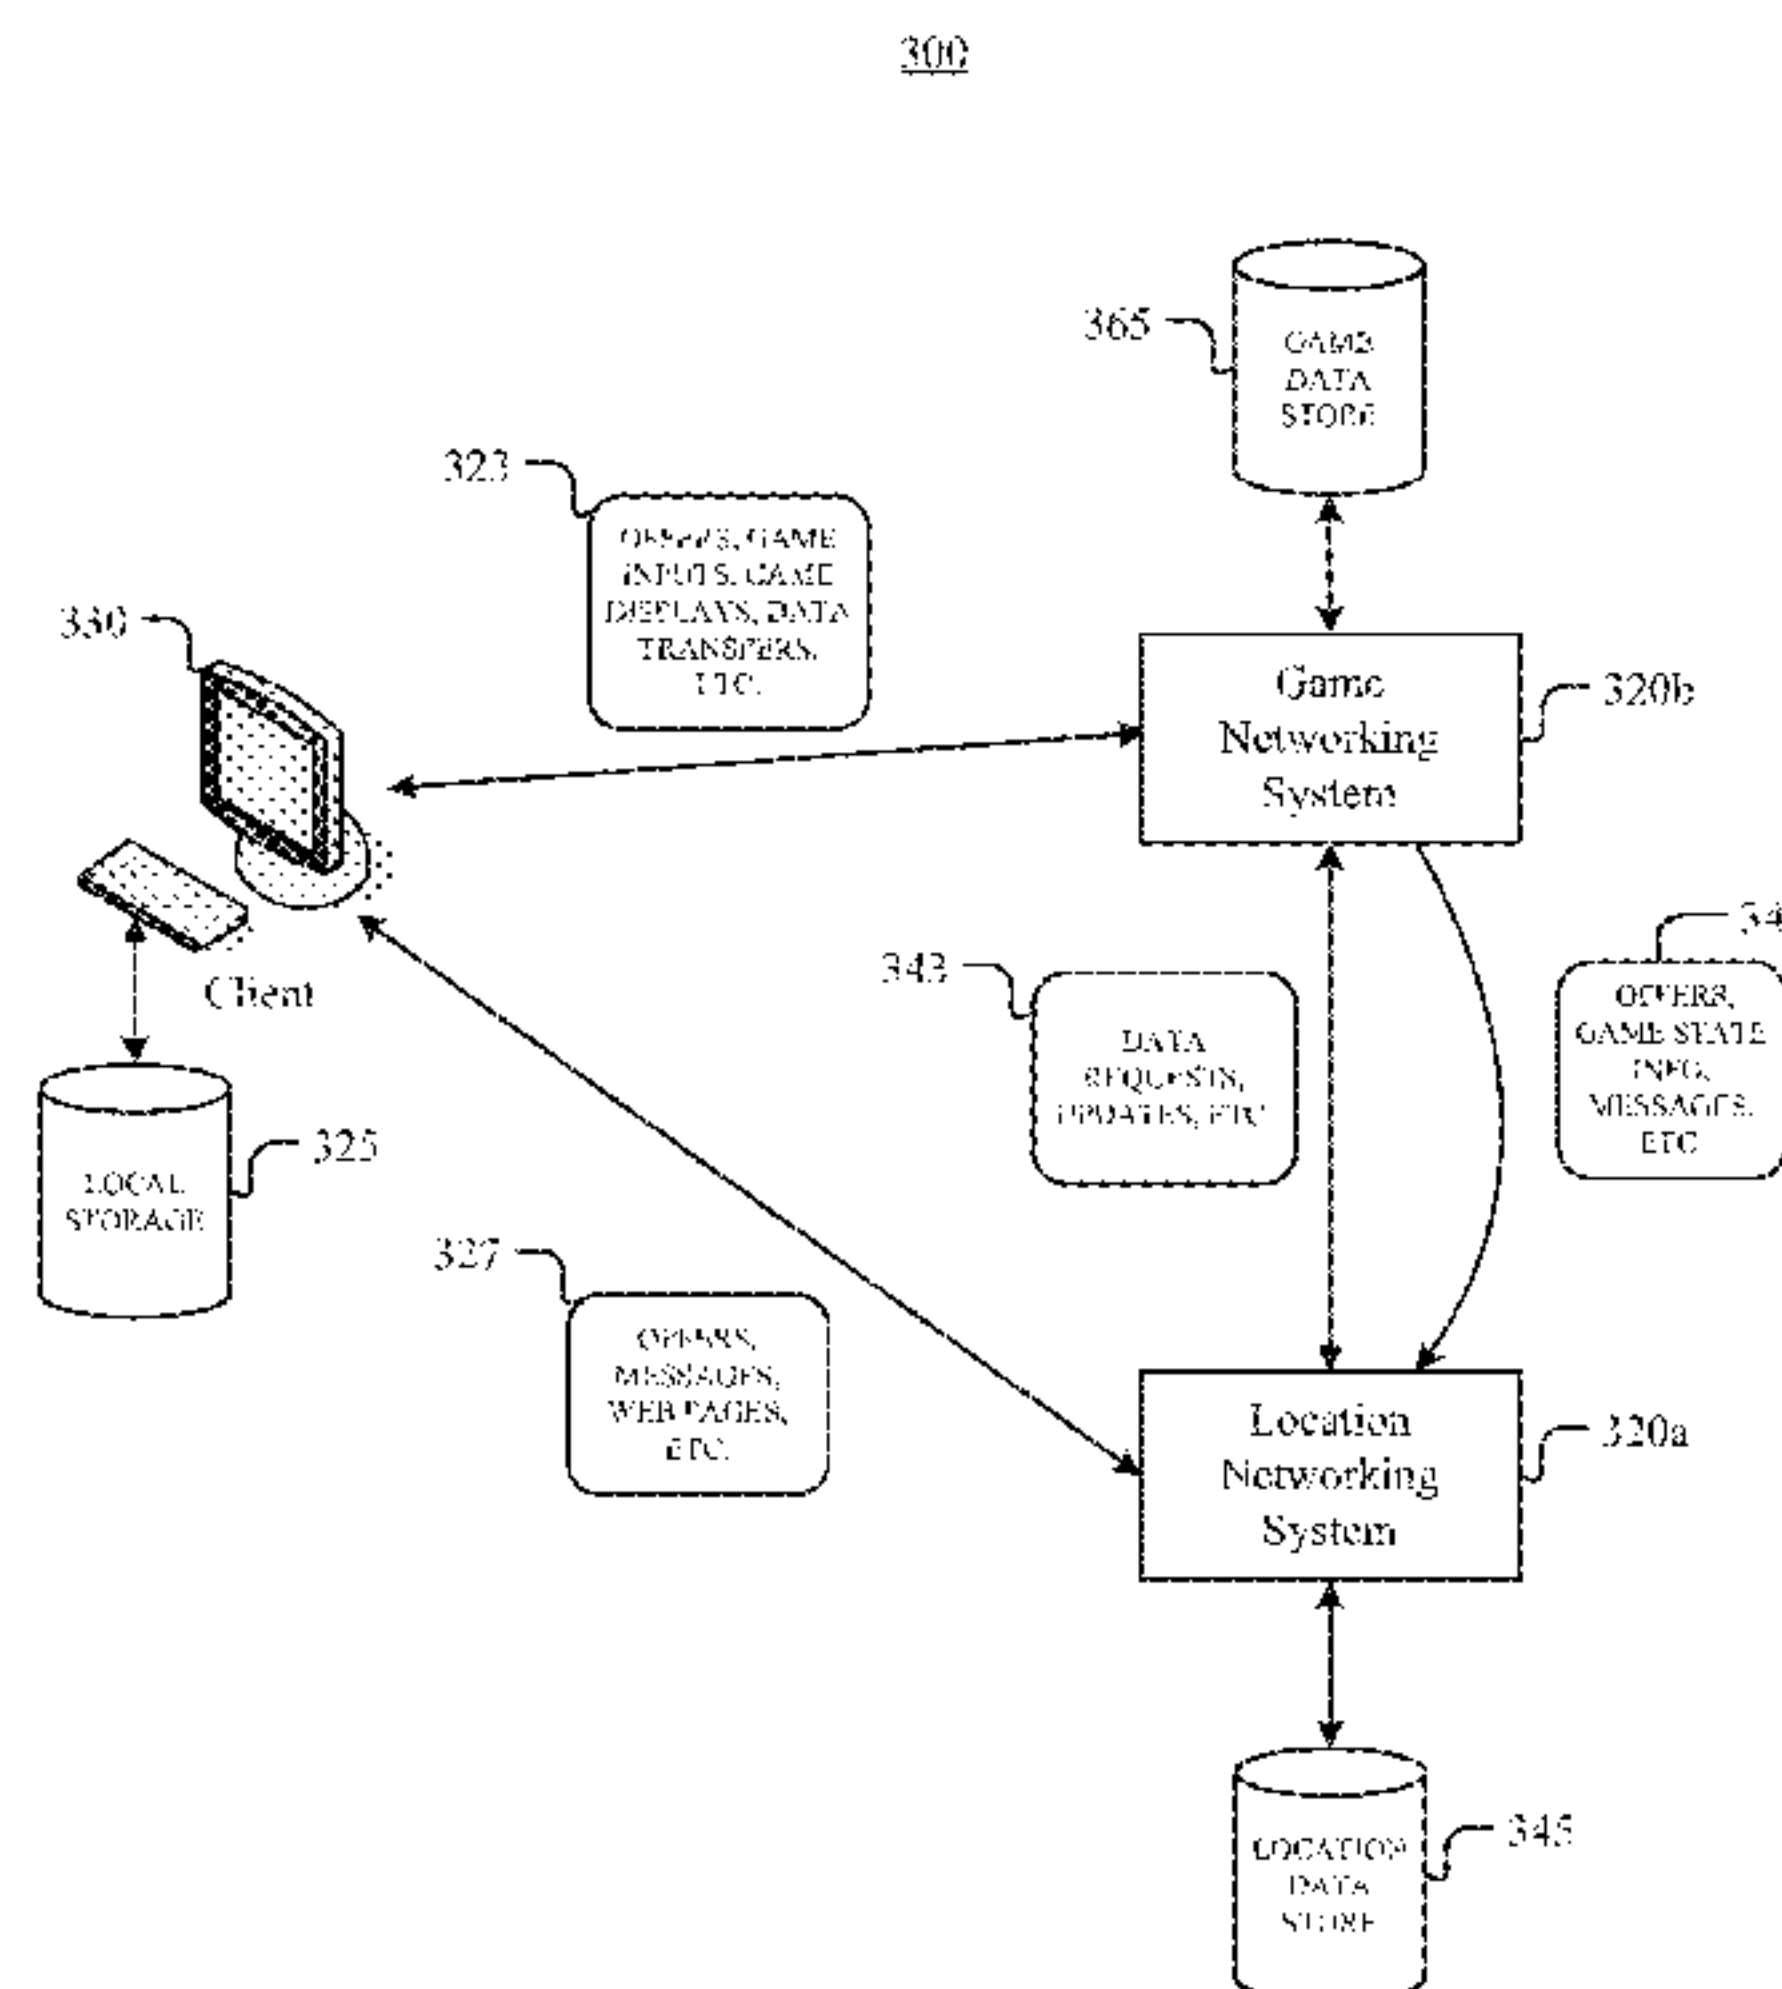 300
365
GAME
DATA
STORE
323
OFFERS, GAME
INPUTS, GAME
DISPLAYS, DATA
TRANSFERS,
ETC.
330
Game
Networking
System
320b
343
DATA
REQUESTS,
UPDATES, ETC
34
OFFERS,
GAME STATE
INFO,
MESSAGES,
ETC
Client
LOCAL
STORAGE
325
327
OFFERS,
MESSAGES,
WEB PAGES,
ETC.
Location
Networking
System
320a
LOCATION
DATA
STORE
345